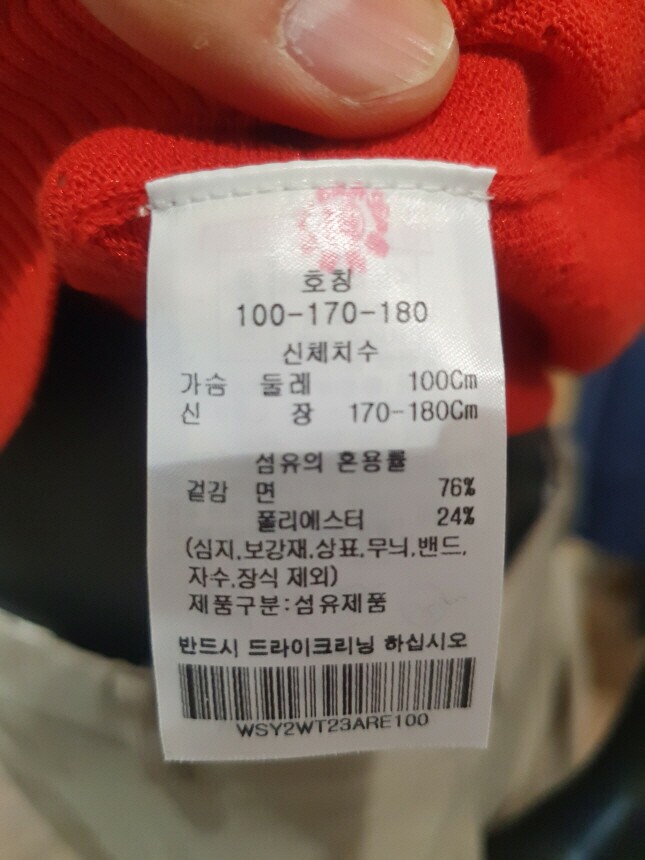 호칭
100-170-180
신체치수
가슴 둘레 100Cm
신 장 170-180Cm
섬유의 혼용률
겉감 면 76%
폴리에스터 24%
(심지.보강재.상표.무늬.밴드.
자수.장식 제외)
제품구분:섬유제품
반드시 드라이크리닝 하십시오
WSY2WT23ARE100